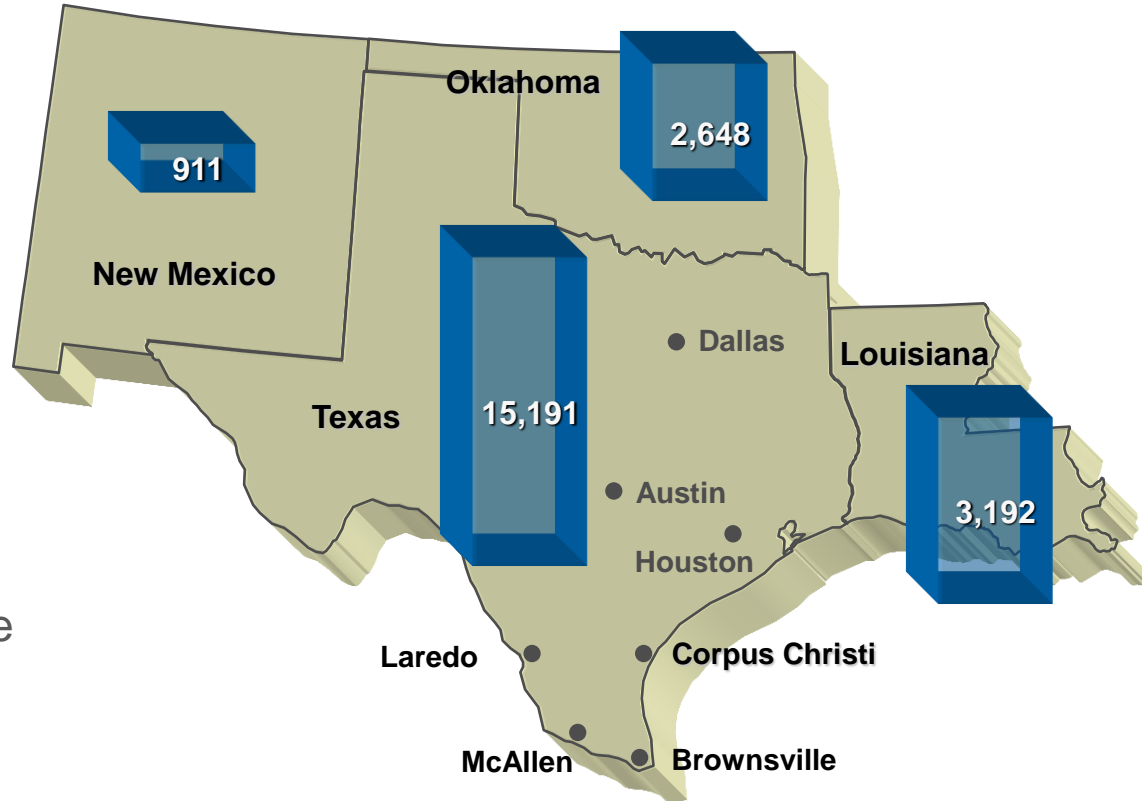 Oklahoma
2,648
911
New Mexico
Dallas
Louisiana
Texas
15,191
Austin
3,192
Houston
e
Laredo
Corpus Christi
McAllen
Brownsville